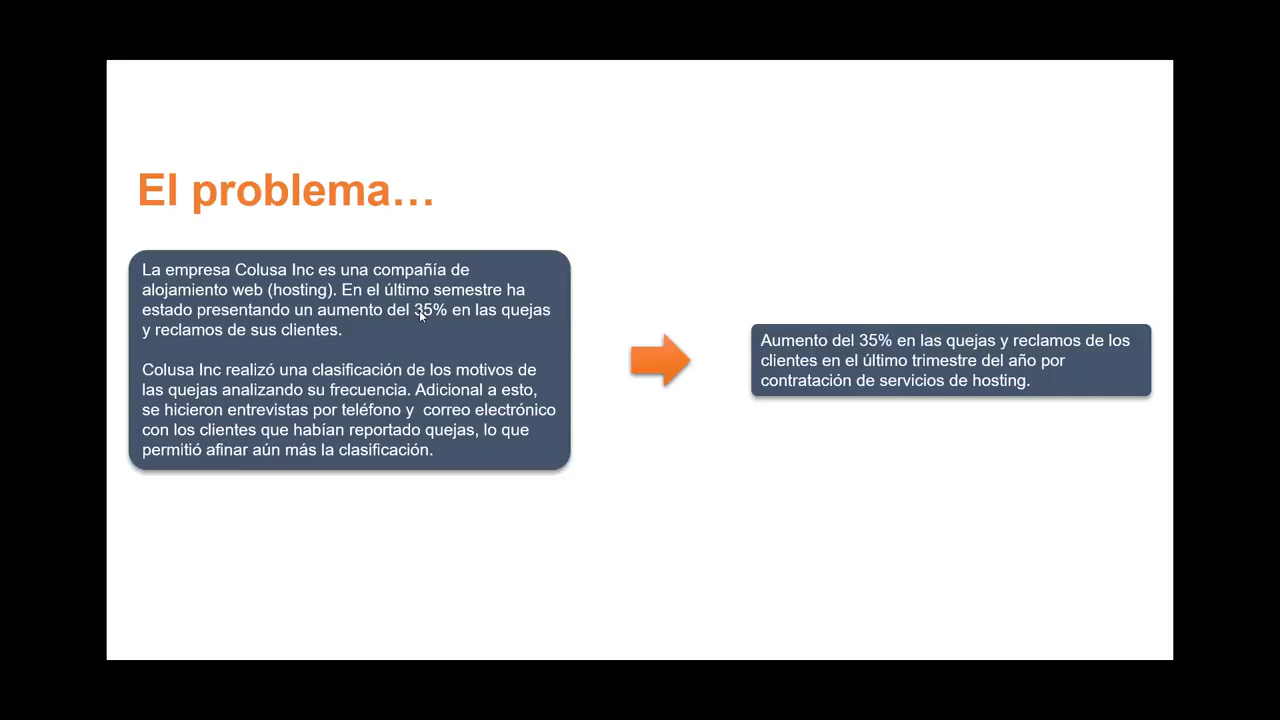 El problema…
La empresa Colusa Inc es una compañía de
alojamiento web (hosting). En el último semestre ha
estado presentando un aumento del 35% en las quejas
y reclamos de sus clientes.
Colusa Inc realizó una clasificación de los motivos de
las quejas analizando su frecuencia. Adicional a esto,
se hicieron entrevistas por teléfono y  correo electrónico
con los clientes que habían reportado quejas, lo que
permitió afinar aún más la clasificación.
Aumento del 35% en las quejas y reclamos de los
clientes en el último trimestre del año por
contratación de servicios de hosting.